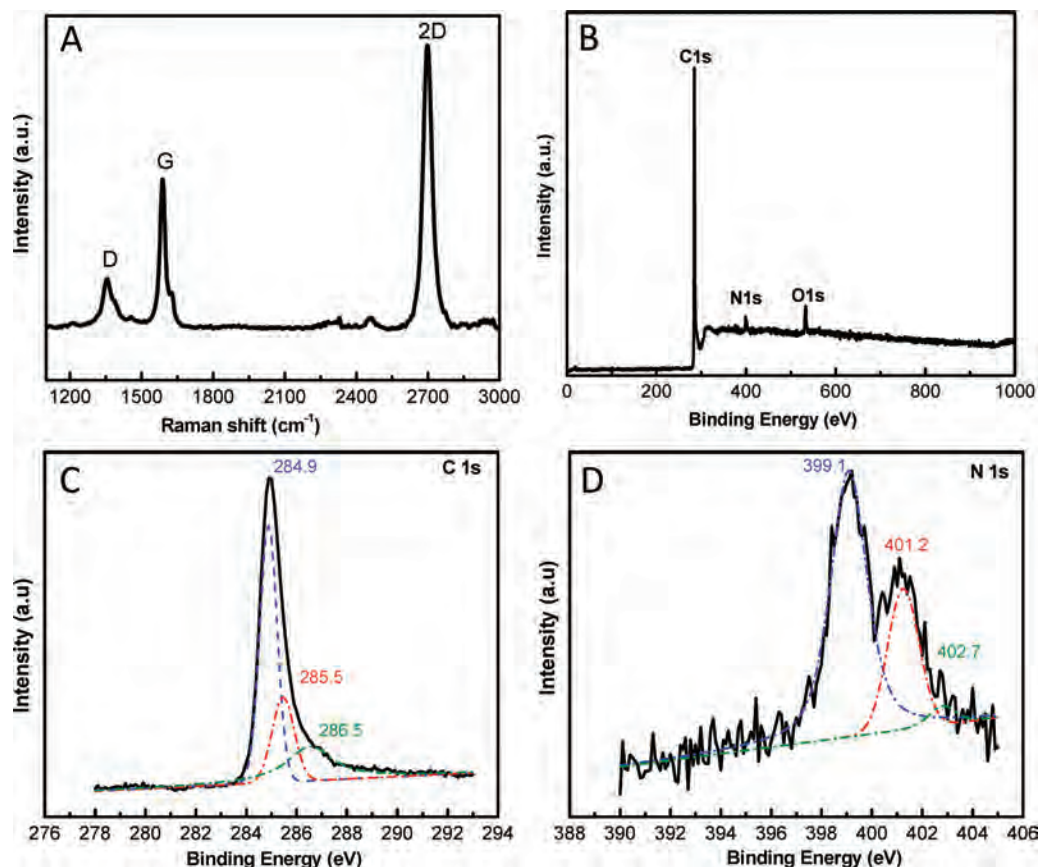 A
2D
G
D
Intensity (a.u.)
1200 1500 1800 2100 2400 2700 3000
Raman shift (cm⁻¹)
B
C1s
N1s
O1s
Intensity (a.u.)
0 200 400 600 800 1000
Binding Energy (eV)
C
284.9
C 1s
285.5
286.5
Intensity (a.u)
276 278 280 282 284 286 288 290 292 294
Binding Energy (eV)
D
399.1
N 1s
401.2
402.7
Intensity (a.u)
388 390 392 394 396 398 400 402 404 406
Binding Energy (eV)